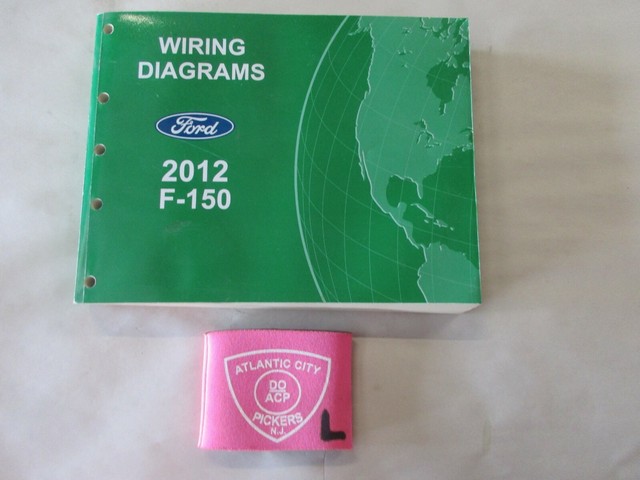 WIRING
DIAGRAMS
Ford
2012
F-150
ATLANTIC CITY
DO
ACP
PICKERS
N.J.
L